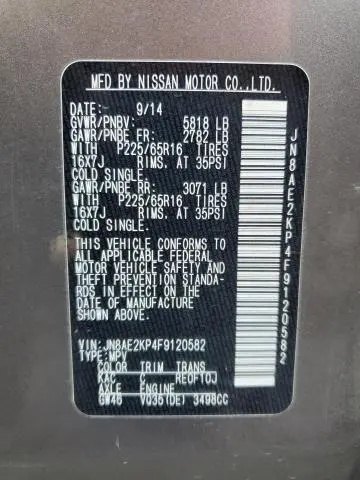 MFD BY NISSAN MOTOR CO.,LTD.
DATE: 9/14
GVWR/PNBV: 5818 LB
GAWR/PNBE FR: 2782 LB
WITH P225/65R16 TIRES
16X7J RIMS, AT 35PSI
COLD SINGLE
GAWR/PNBE RR: 3071 LB
WITH P225/65R16 TIRES
16X7J RIMS, AT 35PSI
COLD SINGLE
THIS VEHICLE CONFORMS TO
ALL APPLICABLE FEDERAL
MOTOR VEHICLE SAFETY AND
THEFT PREVENTION STANDA-
RDS IN EFFECT ON THE DATE
OF MANUFACTURE
SHOWN ABOVE.
VIN:JN8AE2KP4F9120582
TYPE:MPV
COLOR TRIM TRANS
KAC C RE0F10J
AXLE ENGINE
GW46 VQ35(DE) 3498CC
JN8AE2KP4F9120582